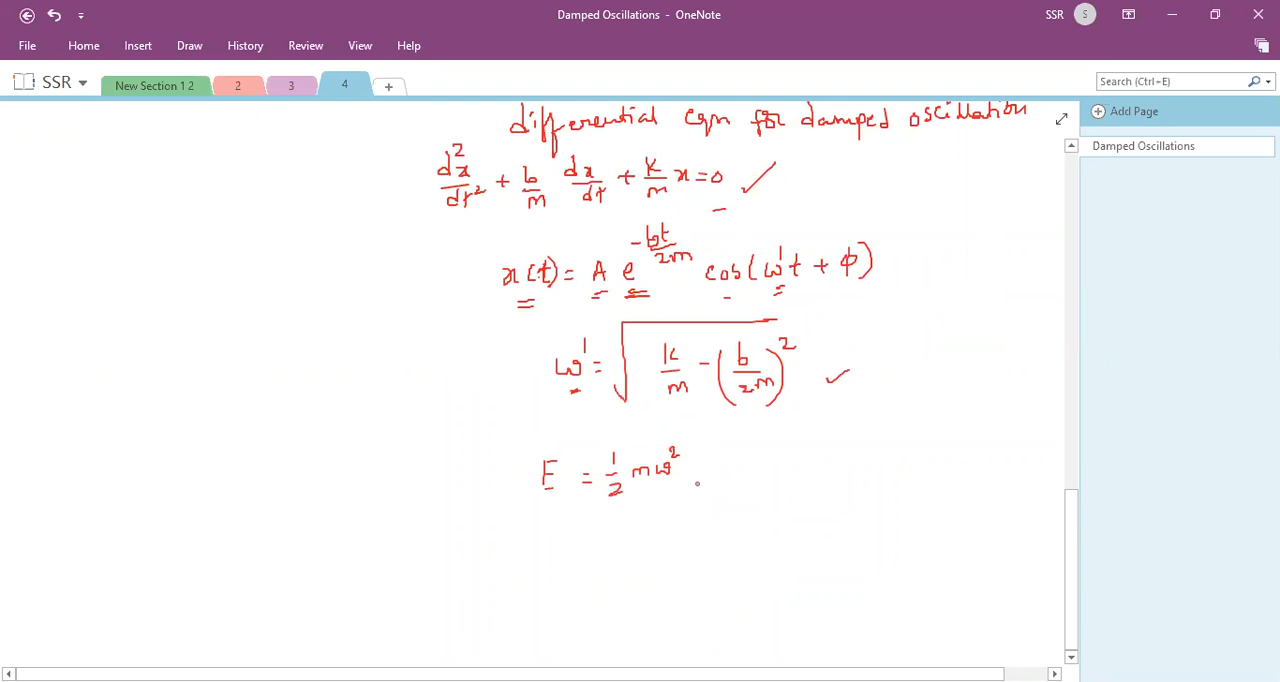 Damped Oscillations - OneNote
SSR S
File Home Insert Draw History Review View Help
SSR New Section 1 2 2 3 4 +
Search (Ctrl+E)
Add Page
Damped Oscillations
differential eqn for damped oscillation
d²x/dt² + b/m dx/dt + k/m x = 0 ✓
x(t) = A e^(-bt/2m) cos(ω't + φ)
ω' = √(k/m - (b/2m)²) ✓
E = 1/2 mω²